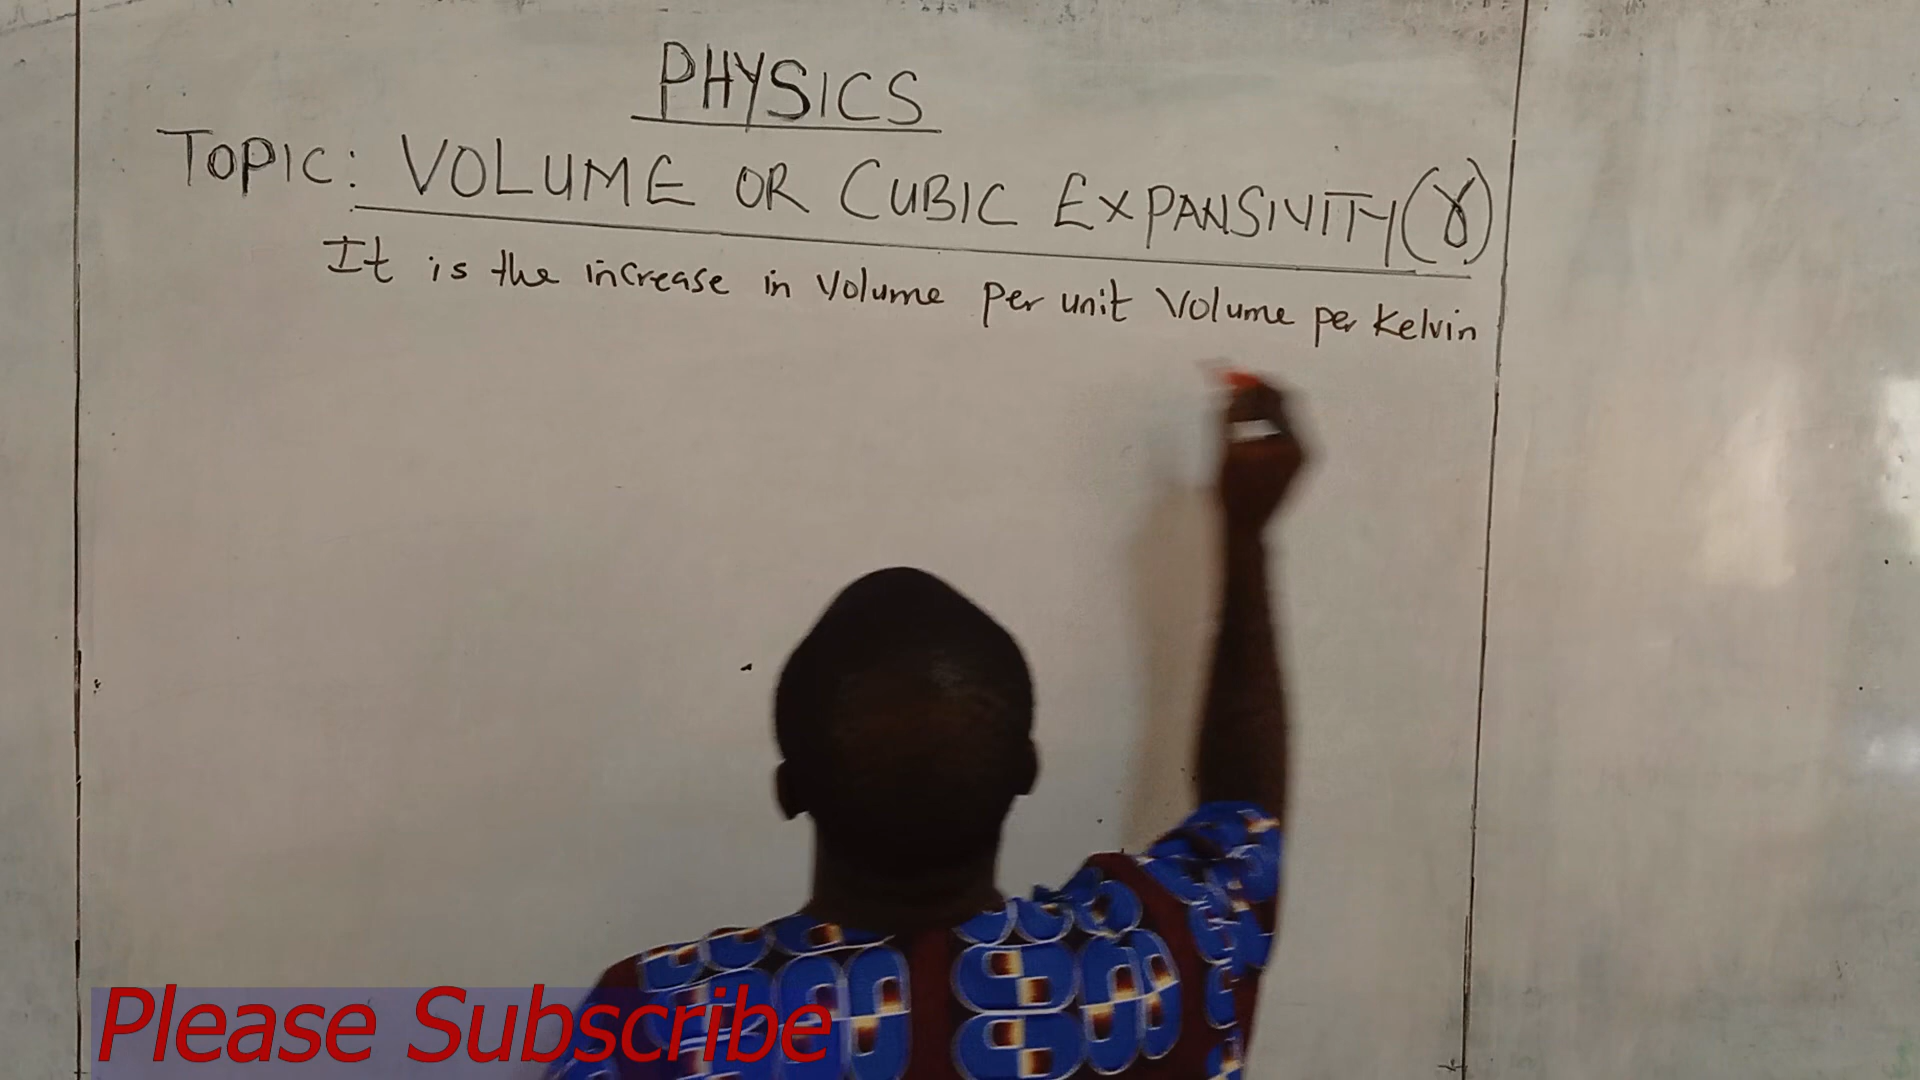 PHYSICS
TOPIC: VOLUME OR CUBIC EXPANSIVITY (γ)
It is the increase in Volume per unit Volume per Kelvin
Please Subscribe